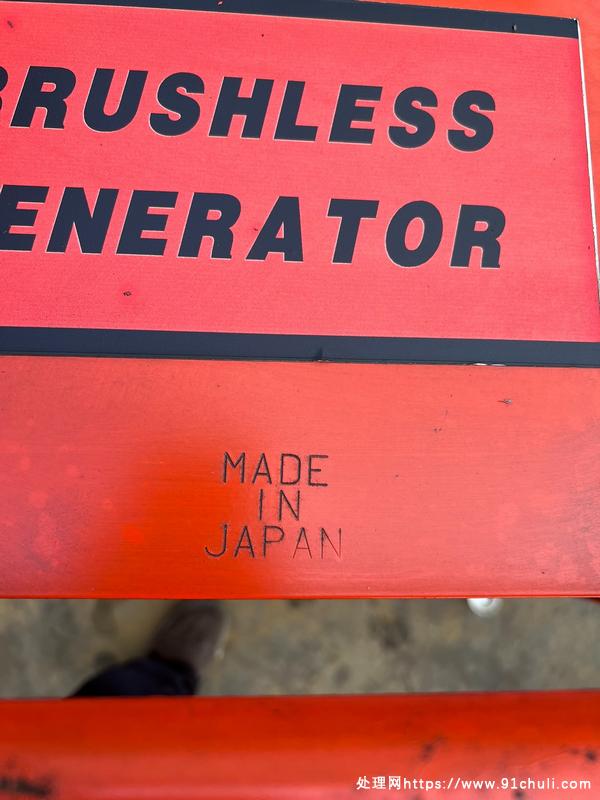 BRUSHLESS
ENERATOR
MADE
IN
JAPAN
处理网https://www.91chuli.com/